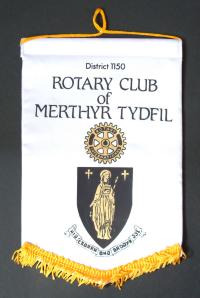 District 1150
ROTARY CLUB
of
MERTHYR TYDFIL